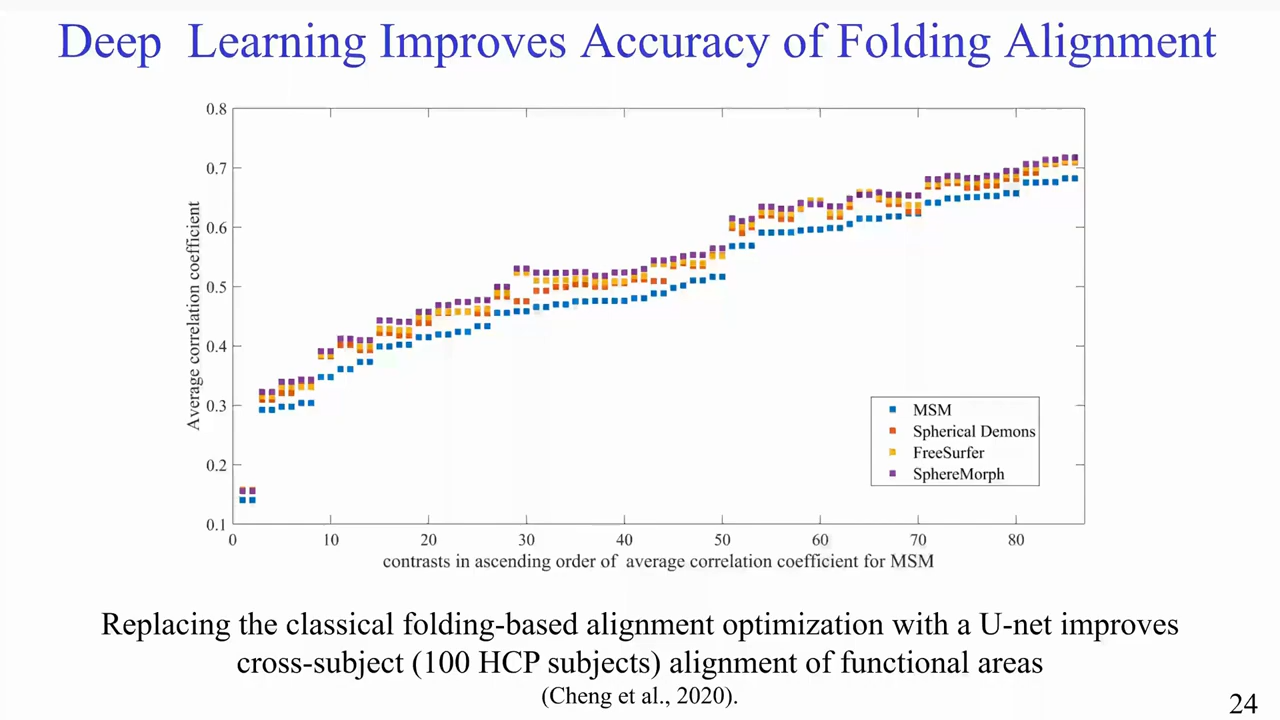 Deep Learning Improves Accuracy of Folding Alignment
0.8
0.7
0.6
0.5
0.4
0.3
0.2
0.1
Average correlation coefficient
MSM
Spherical Demons
FreeSurfer
SphereMorph
0 10 20 30 40 50 60 70 80
contrasts in ascending order of average correlation coefficient for MSM
Replacing the classical folding-based alignment optimization with a U-net improves
cross-subject (100 HCP subjects) alignment of functional areas
(Cheng et al., 2020).
24